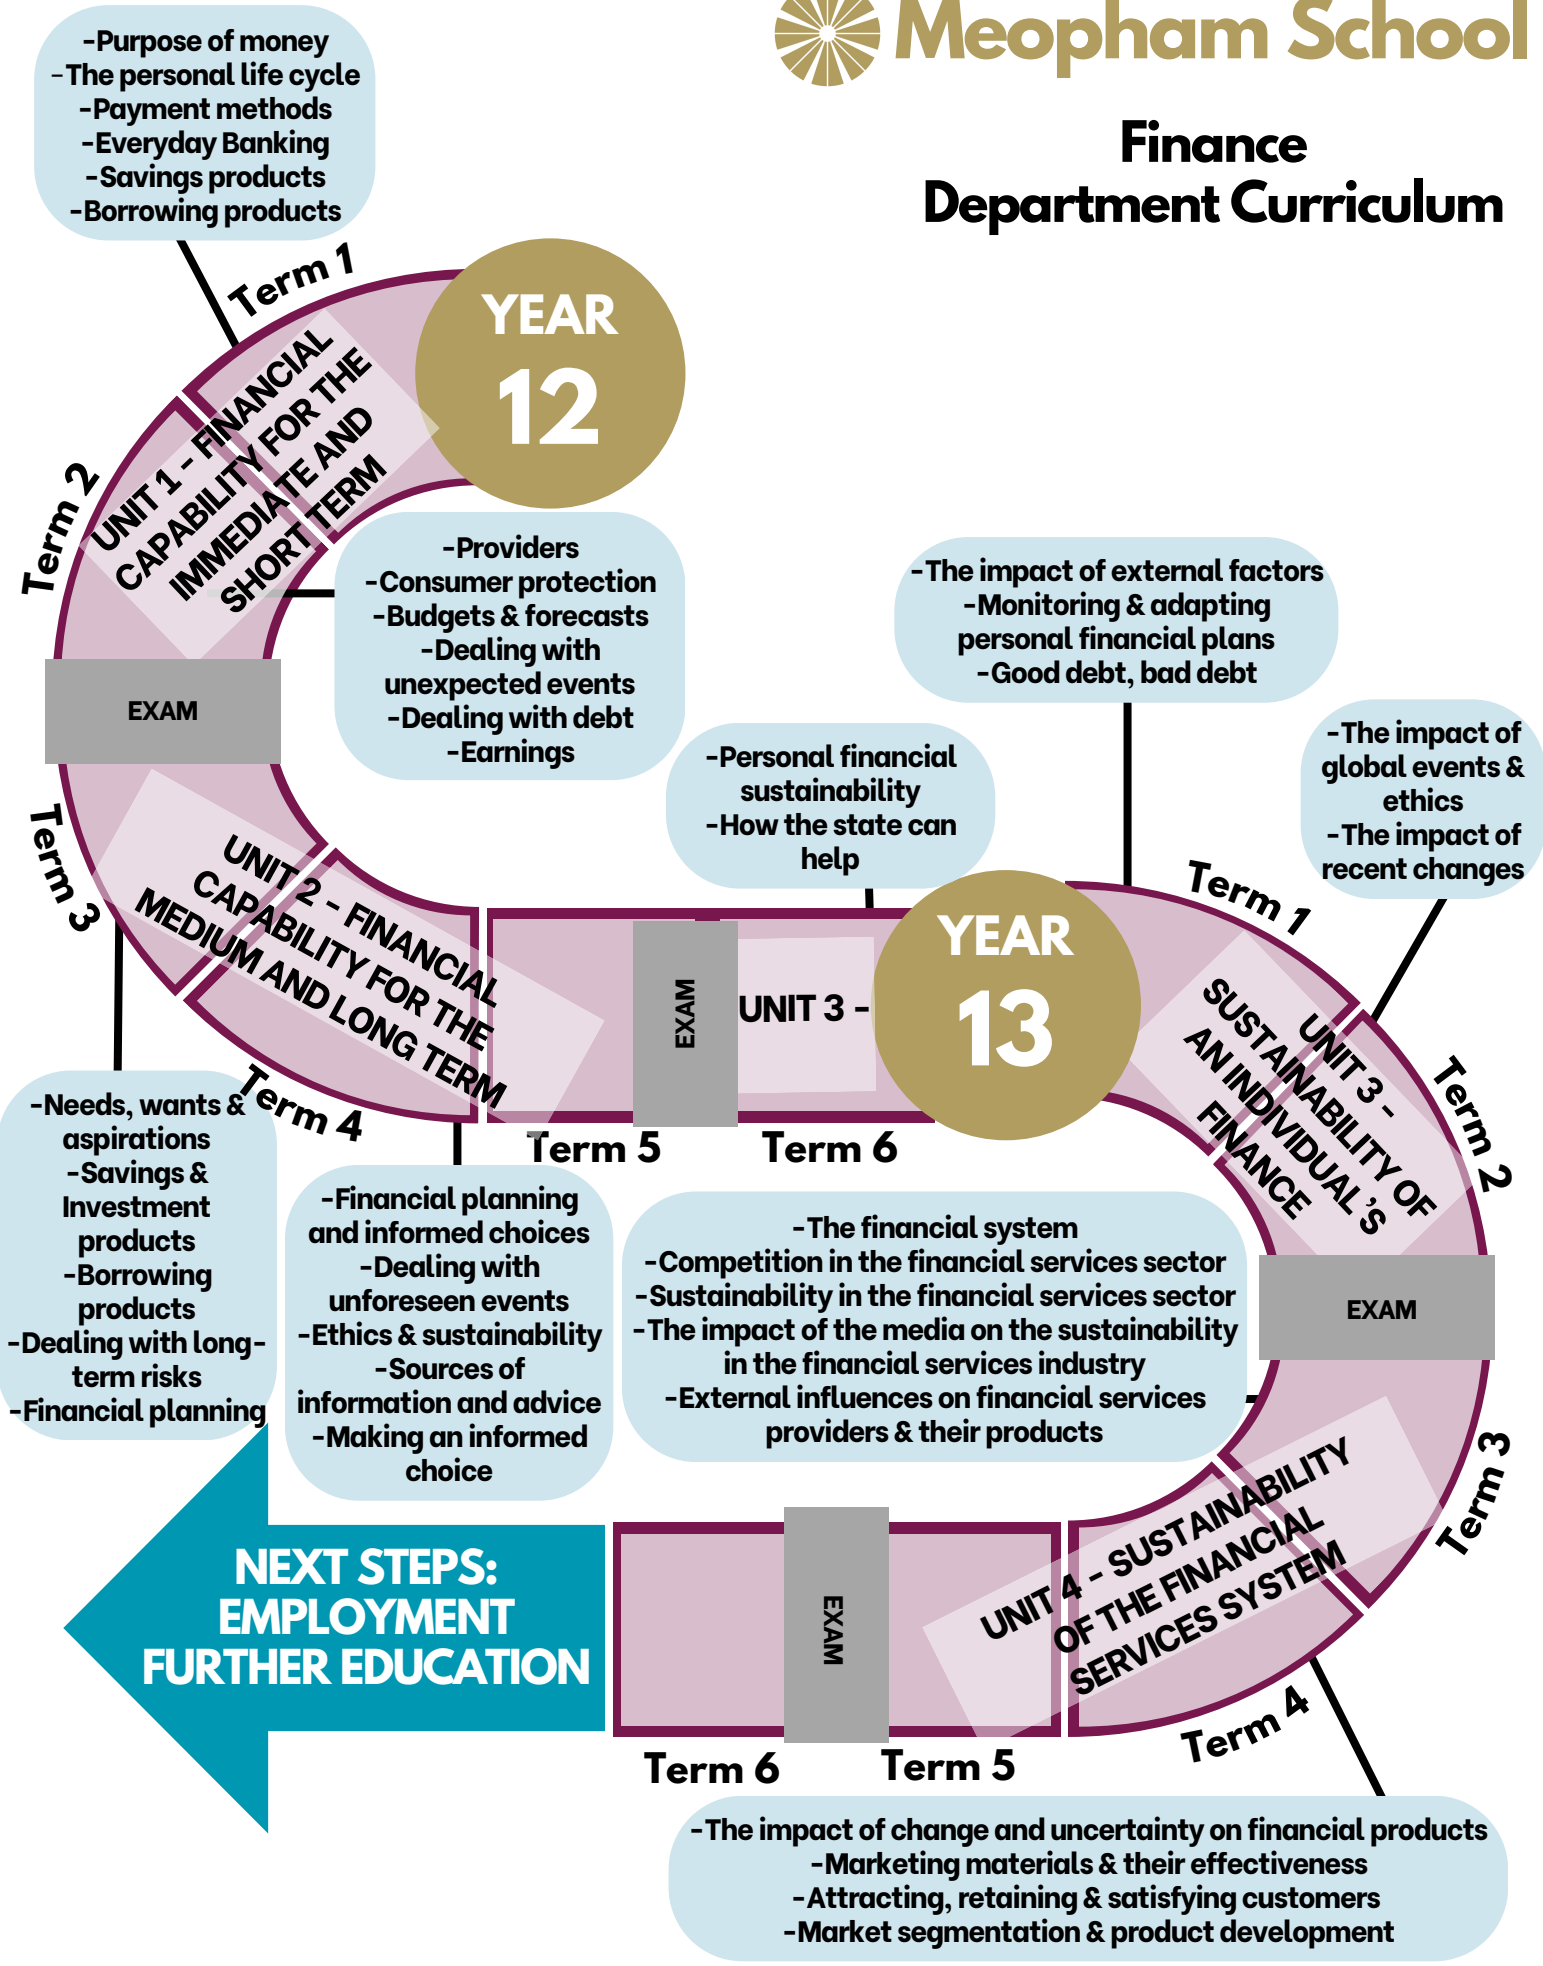 Meopham School
Finance
Department Curriculum
-Purpose of money
-The personal life cycle
-Payment methods
-Everyday Banking
-Savings products
-Borrowing products
Term 1
YEAR
12
UNIT 1 - FINANCIAL
CAPABILITY FOR THE
IMMEDIATE AND
SHORT TERM
Term 2
-Providers
-Consumer protection
-Budgets & forecasts
-Dealing with
unexpected events
-Dealing with debt
-Earnings
EXAM
Term 3
UNIT 2 - FINANCIAL
CAPABILITY FOR THE
MEDIUM AND LONG TERM
-Needs, wants &
aspirations
-Savings &
Investment
products
-Borrowing
products
-Dealing with long-
term risks
-Financial planning
Term 4
-Financial planning
and informed choices
-Dealing with
unforeseen events
-Ethics & sustainability
-Sources of
information and advice
-Making an informed
choice
Term 5
EXAM
UNIT 3 -
Term 6
-Personal financial
sustainability
-How the state can
help
YEAR
13
-The impact of external factors
-Monitoring & adapting
personal financial plans
-Good debt, bad debt
Term 1
-The impact of
global events &
ethics
-The impact of
recent changes
UNIT 3 -
SUSTAINABILITY OF
AN INDIVIDUAL'S
FINANCE
Term 2
EXAM
-The financial system
-Competition in the financial services sector
-Sustainability in the financial services sector
-The impact of the media on the sustainability
in the financial services industry
-External influences on financial services
providers & their products
Term 3
UNIT 4 - SUSTAINABILITY
OF THE FINANCIAL
SERVICES SYSTEM
Term 4
-The impact of change and uncertainty on financial products
-Marketing materials & their effectiveness
-Attracting, retaining & satisfying customers
-Market segmentation & product development
Term 5
EXAM
Term 6
NEXT STEPS:
EMPLOYMENT
FURTHER EDUCATION